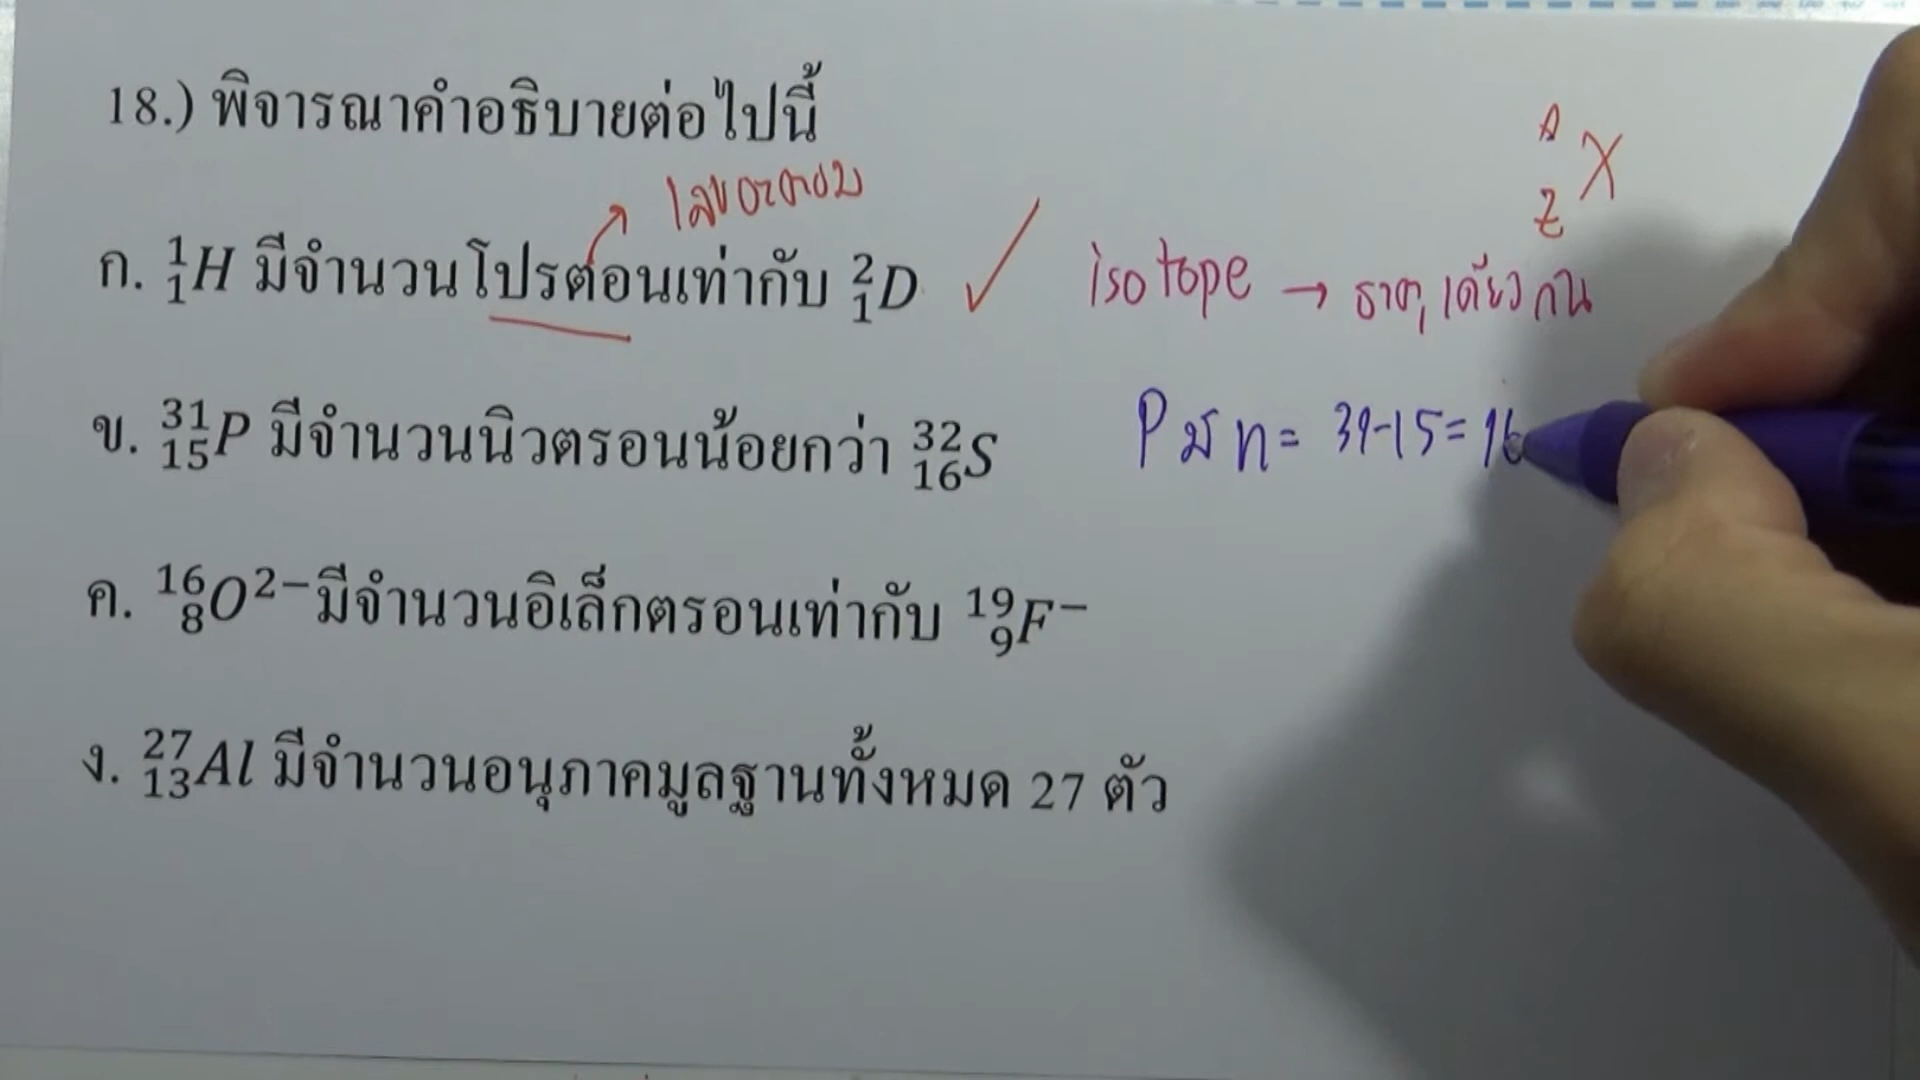 18.) พิจารณาคำอธิบายต่อไปนี้
เลขอะตอม
A
Z X
ก. ¹₁H มีจำนวนโปรตอนเท่ากับ ²₁D ✓ isotope → ธาตุเดียวกัน
ข. ³¹₁₅P มีจำนวนนิวตรอนน้อยกว่า ³²₁₆S P มี n = 31-15 = 16
ค. ¹⁶₈O²⁻ มีจำนวนอิเล็กตรอนเท่ากับ ¹⁹₉F⁻
ง. ²⁷₁₃Al มีจำนวนอนุภาคมูลฐานทั้งหมด 27 ตัว